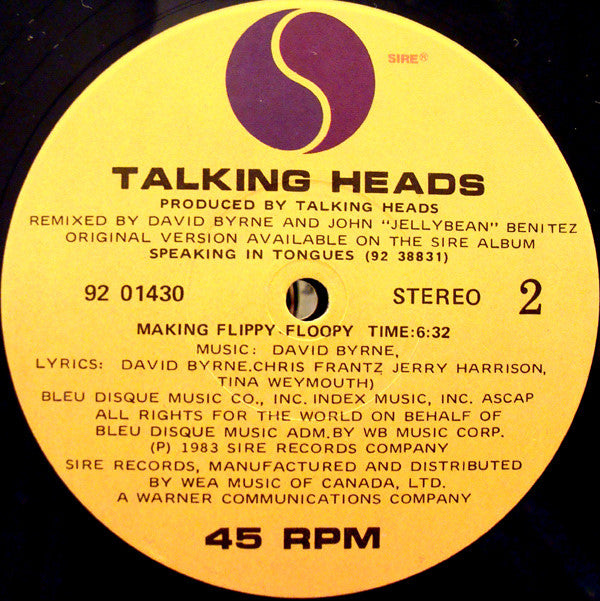 SIRE®
TALKING HEADS
PRODUCED BY TALKING HEADS
REMIXED BY DAVID BYRNE AND JOHN "JELLYBEAN" BENITEZ
ORIGINAL VERSION AVAILABLE ON THE SIRE ALBUM
SPEAKING IN TONGUES (92 38831)
92 01430 STEREO 2
MAKING FLIPPY FLOOPY TIME:6:32
MUSIC: DAVID BYRNE,
LYRICS: DAVID BYRNE.CHRIS FRANTZ JERRY HARRISON,
TINA WEYMOUTH)
BLEU DISQUE MUSIC CO., INC. INDEX MUSIC, INC. ASCAP
ALL RIGHTS FOR THE WORLD ON BEHALF OF
BLEU DISQUE MUSIC ADM.BY WB MUSIC CORP.
(P) 1983 SIRE RECORDS COMPANY
SIRE RECORDS, MANUFACTURED AND DISTRIBUTED
BY WEA MUSIC OF CANADA, LTD.
A WARNER COMMUNICATIONS COMPANY
45 RPM